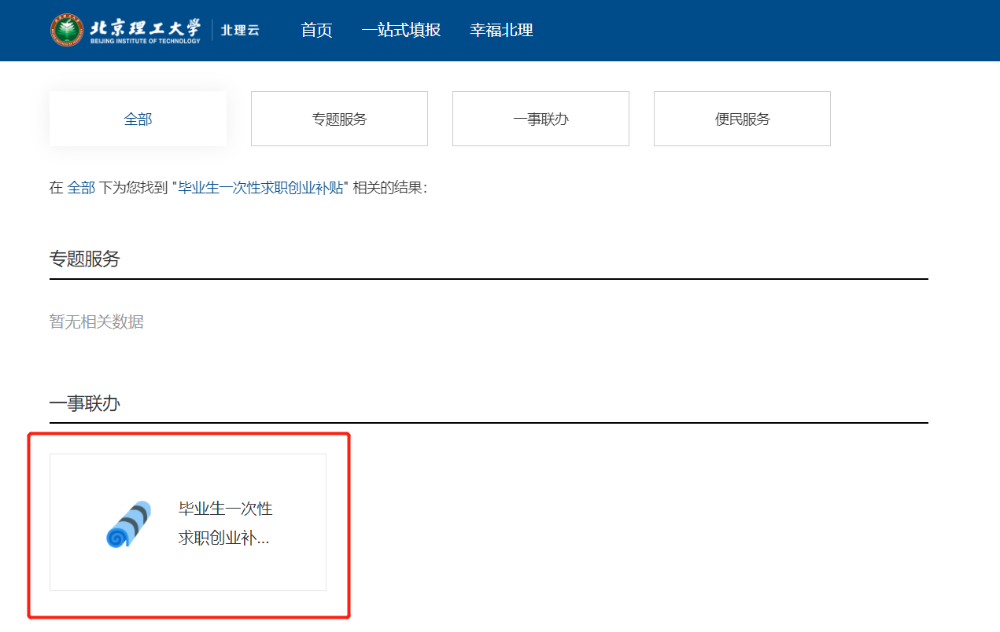 北京理工大学
BEIJING INSTITUTE OF TECHNOLOGY
北理云
首页 一站式填报 幸福北理
全部 专题服务 一事联办 便民服务
在 全部 下为您找到 "毕业生一次性求职创业补贴" 相关的结果：
专题服务
暂无相关数据
一事联办
毕业生一次性
求职创业补...